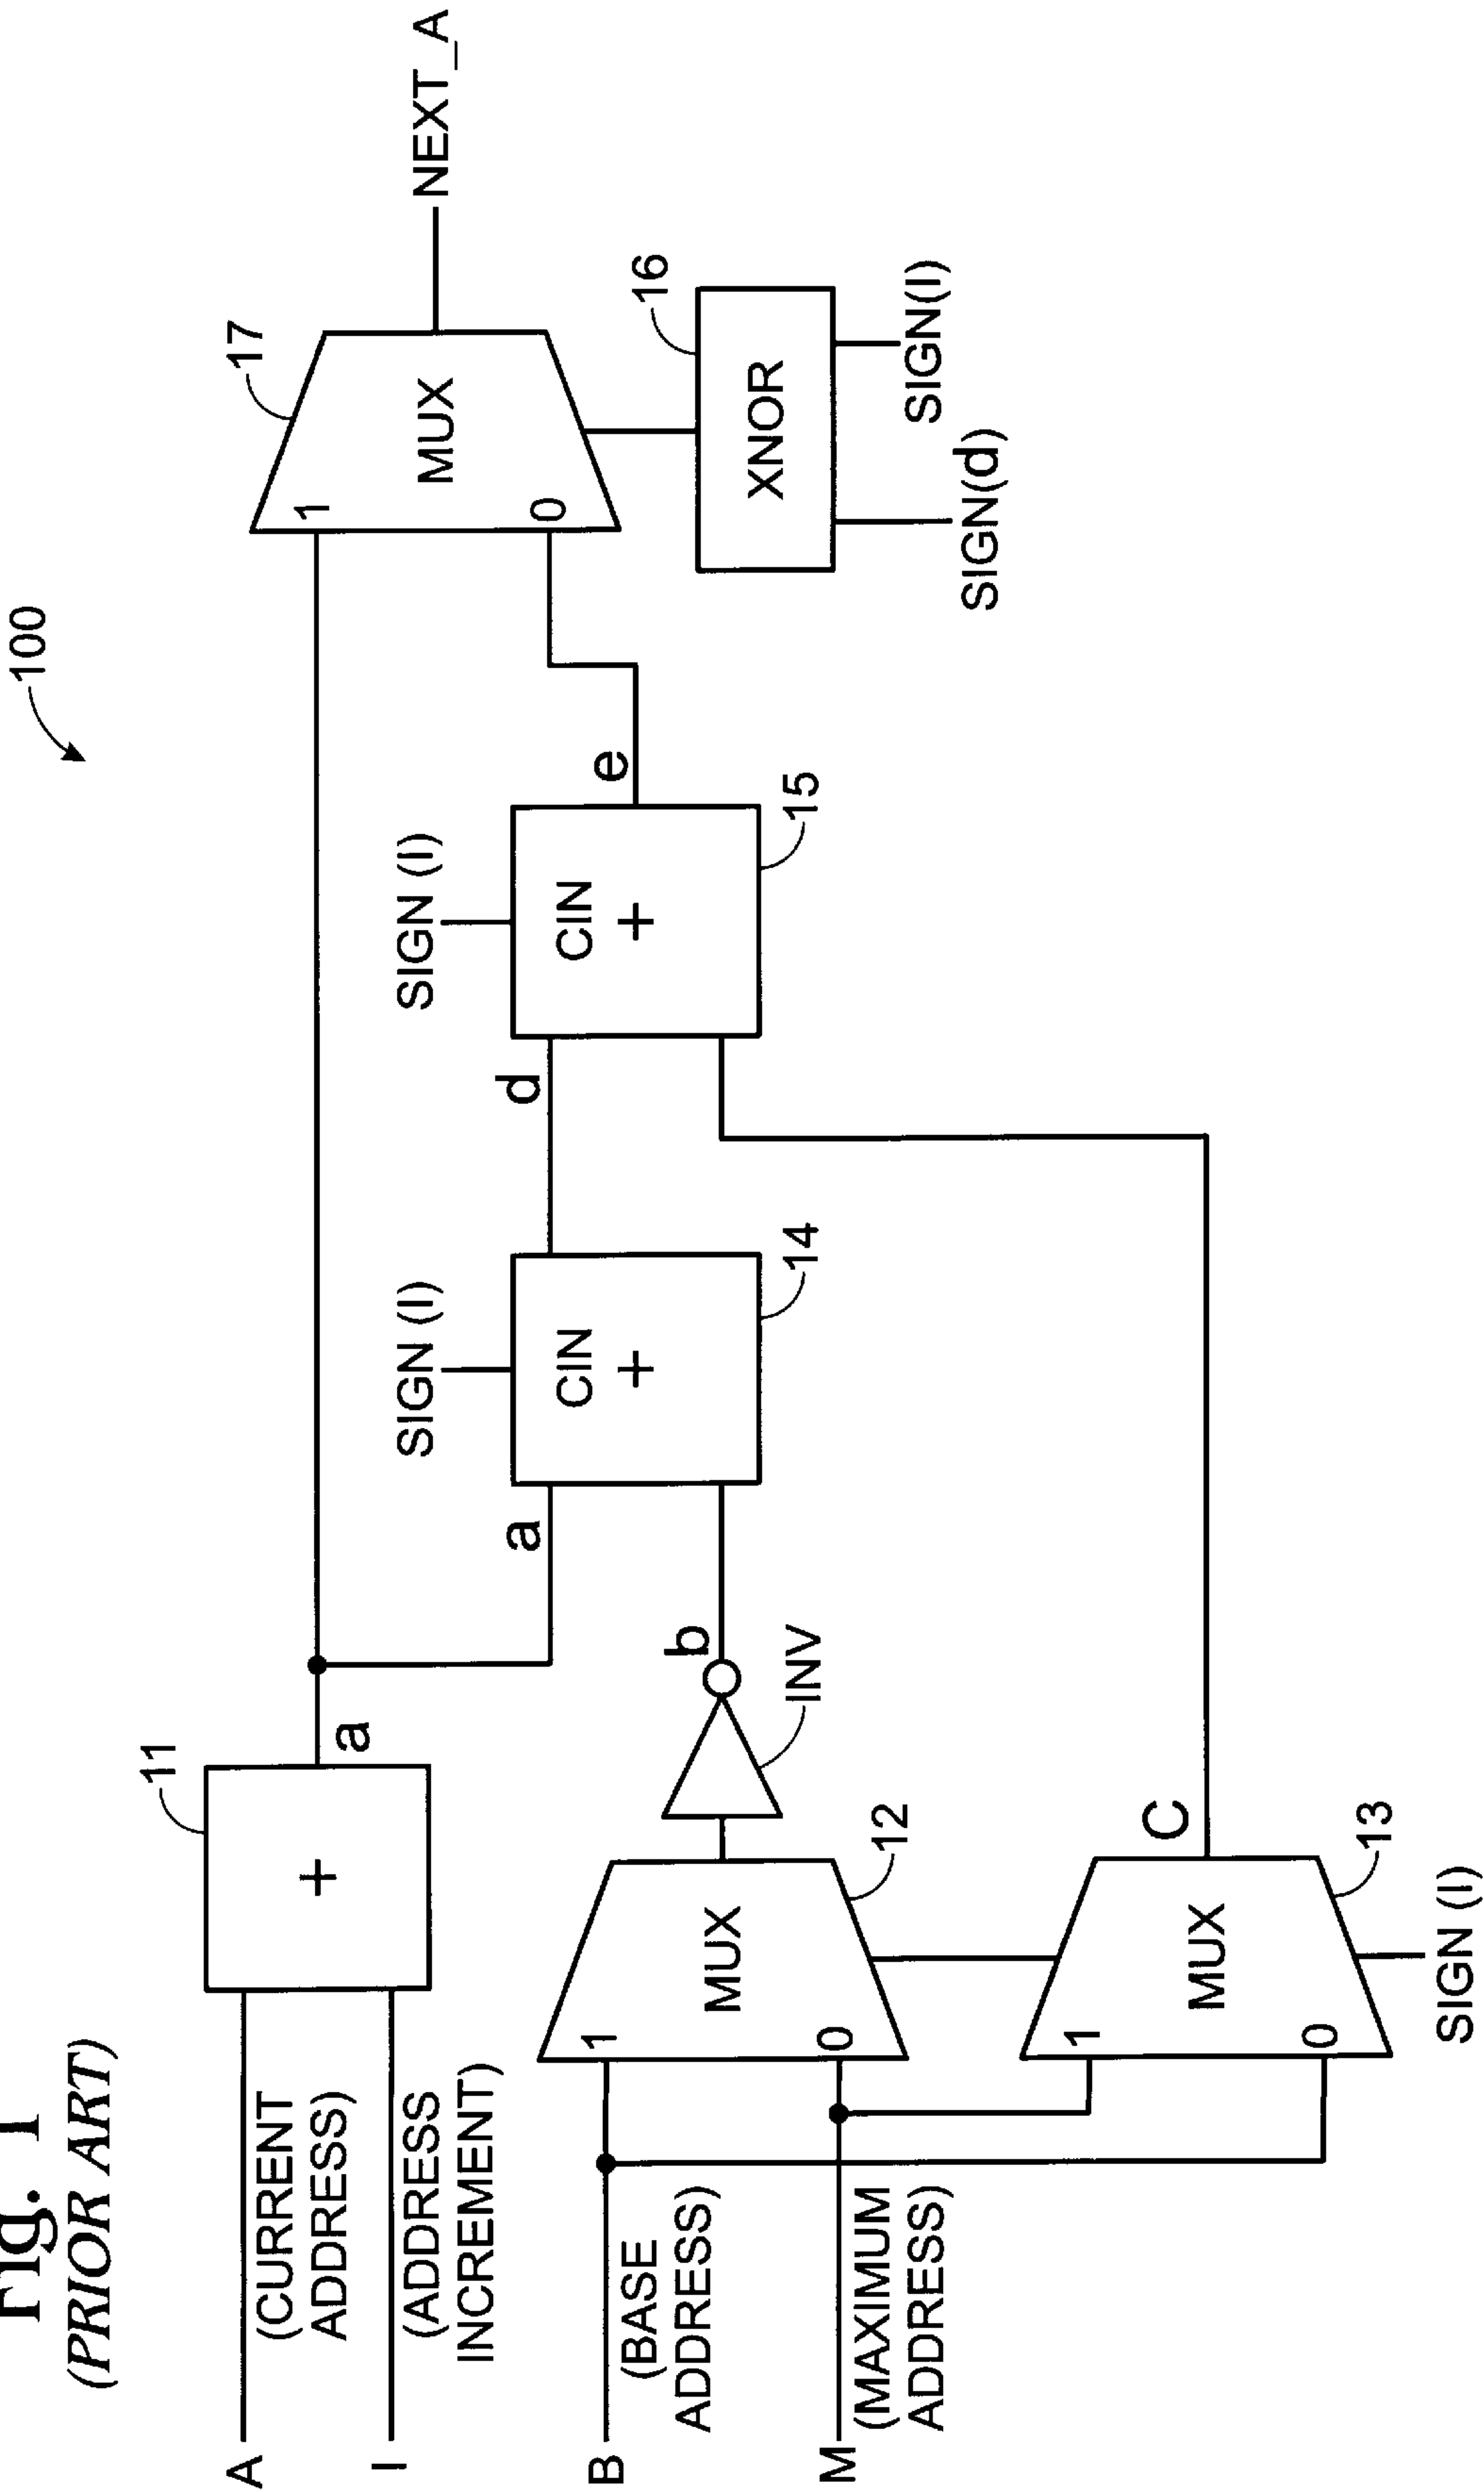 Fig. 1
(PRIOR ART)
100
A
(CURRENT
ADDRESS)
I
(ADDRESS
INCREMENT)
11
+
a
17
1
MUX
0
NEXT_A
B
(BASE
ADDRESS)
M
(MAXIMUM
ADDRESS)
1
MUX
0
12
INV
b
a
SIGN (I)
CIN
+
14
d
SIGN (I)
CIN
+
15
e
16
XNOR
SIGN(d)
SIGN(I)
1
MUX
0
13
C
SIGN (I)